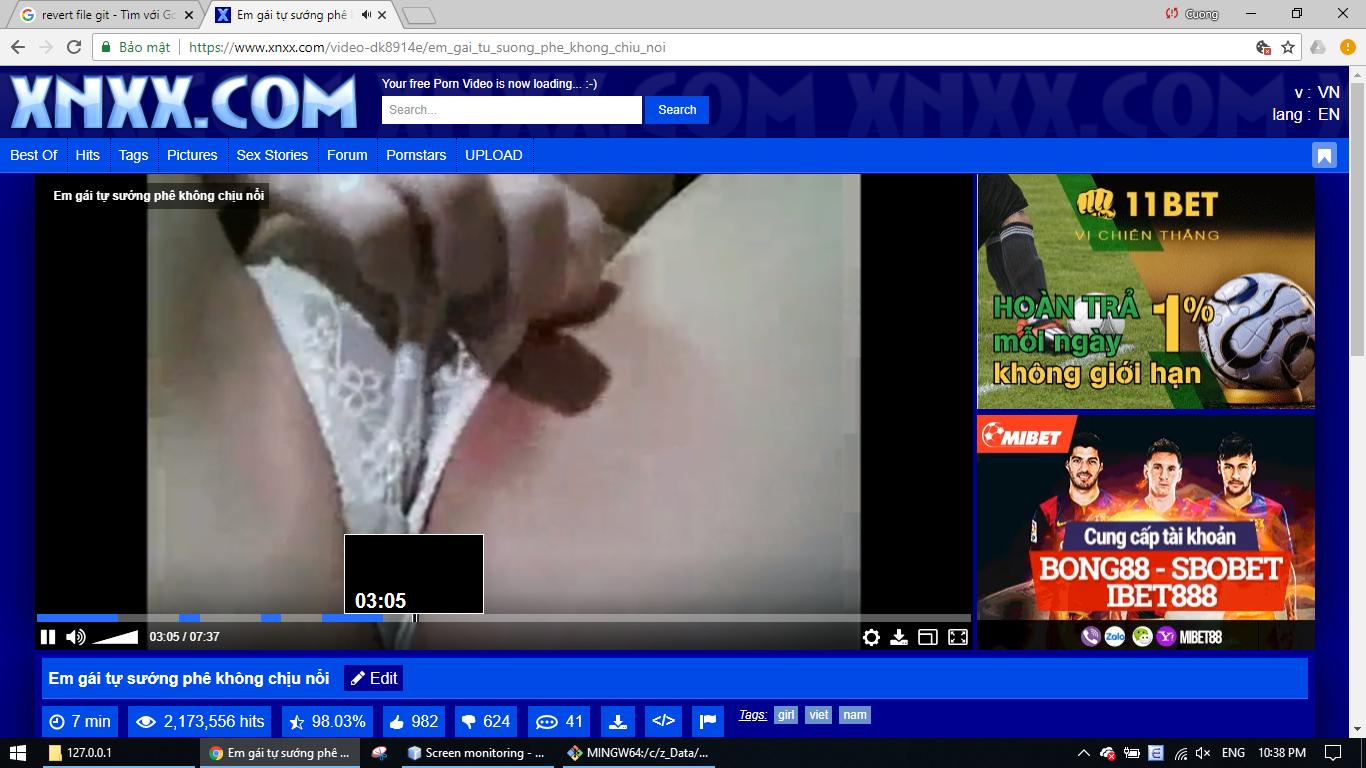 revert file git - Tìm với Go
Em gái tự sướng phê k
Cuong
Bảo mật
https://www.xnxx.com/video-dk8914e/em_gai_tu_suong_phe_khong_chiu_noi
XNXX.COM
Your free Porn Video is now loading... :-)
Search...
Search
v : VN
lang : EN
Best Of Hits Tags Pictures Sex Stories Forum Pornstars UPLOAD
Em gái tự sướng phê không chịu nổi
11BET
VỊ CHIẾN THẮNG
HOÀN TRẢ
mỗi ngày
1%
không giới hạn
MIBET
Cung cấp tài khoản
BONG88 - SBOBET
IBET888
Zalo
MIBET88
03:05
03:05 / 07:37
Em gái tự sướng phê không chịu nổi
Edit
7 min
2,173,556 hits
98.03%
982
624
41
</>
Tags: girl viet nam
127.0.0.1
Em gái tự sướng phê ...
Screen monitoring - ...
MINGW64:/c/z_Data/...
ENG
10:38 PM